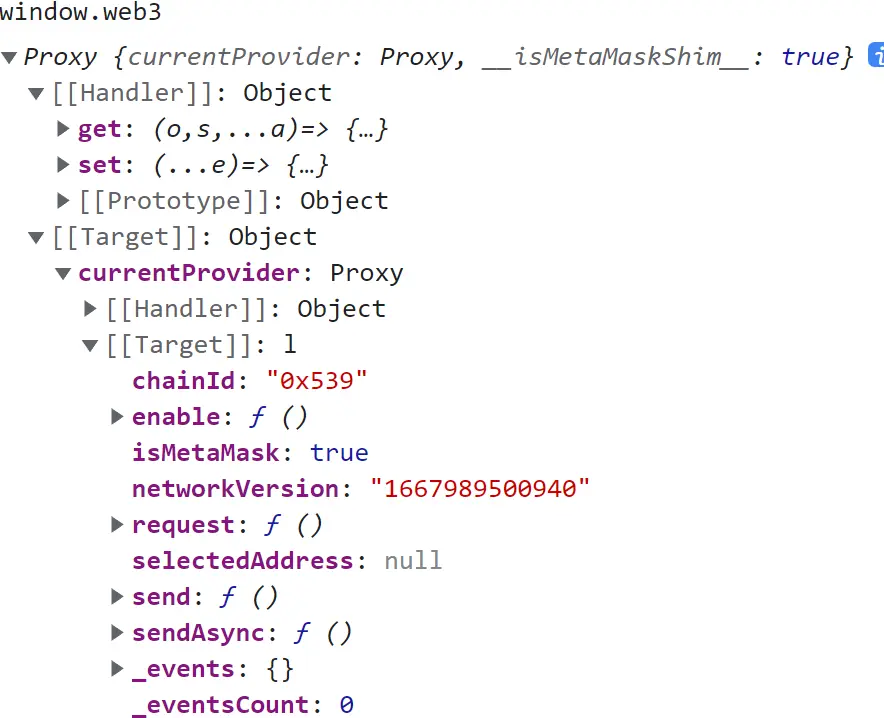 window.web3
▼Proxy {currentProvider: Proxy, __isMetaMaskShim__: true} i
▼[[Handler]]: Object
▶get: (o,s,...a)=> {…}
▶set: (...e)=> {…}
▶[[Prototype]]: Object
▼[[Target]]: Object
▼currentProvider: Proxy
▶[[Handler]]: Object
▼[[Target]]: l
chainId: "0x539"
▶enable: ƒ ()
isMetaMask: true
networkVersion: "1667989500940"
▶request: ƒ ()
selectedAddress: null
▶send: ƒ ()
▶sendAsync: ƒ ()
▶_events: {}
_eventsCount: 0